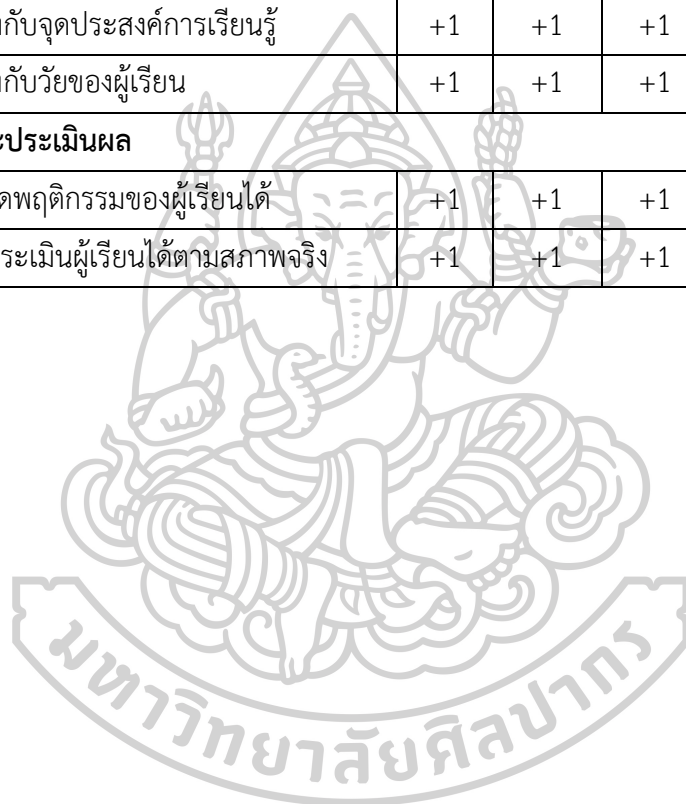 กับจุดประสงค์การเรียนรู้ +1 +1 +1
กับวัยของผู้เรียน +1 +1 +1
ประเมินผล
พฤติกรรมของผู้เรียนได้ +1 +1 +1
ระเมินผู้เรียนได้ตามสภาพจริง +1 +1 +1
มหาวิทยาลัยศิลปากร